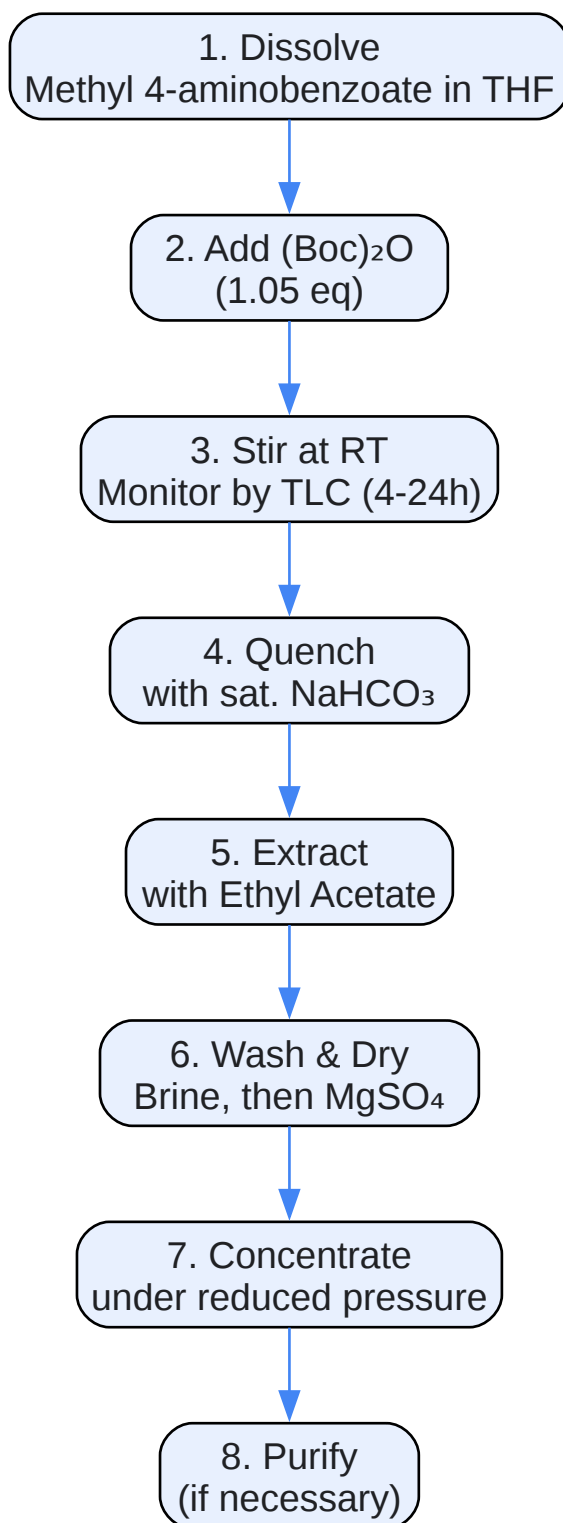 1. Dissolve
Methyl 4-aminobenzoate in THF
2. Add (Boc)₂O
(1.05 eq)
3. Stir at RT
Monitor by TLC (4-24h)
4. Quench
with sat. NaHCO₃
5. Extract
with Ethyl Acetate
6. Wash & Dry
Brine, then MgSO₄
7. Concentrate
under reduced pressure
8. Purify
(if necessary)